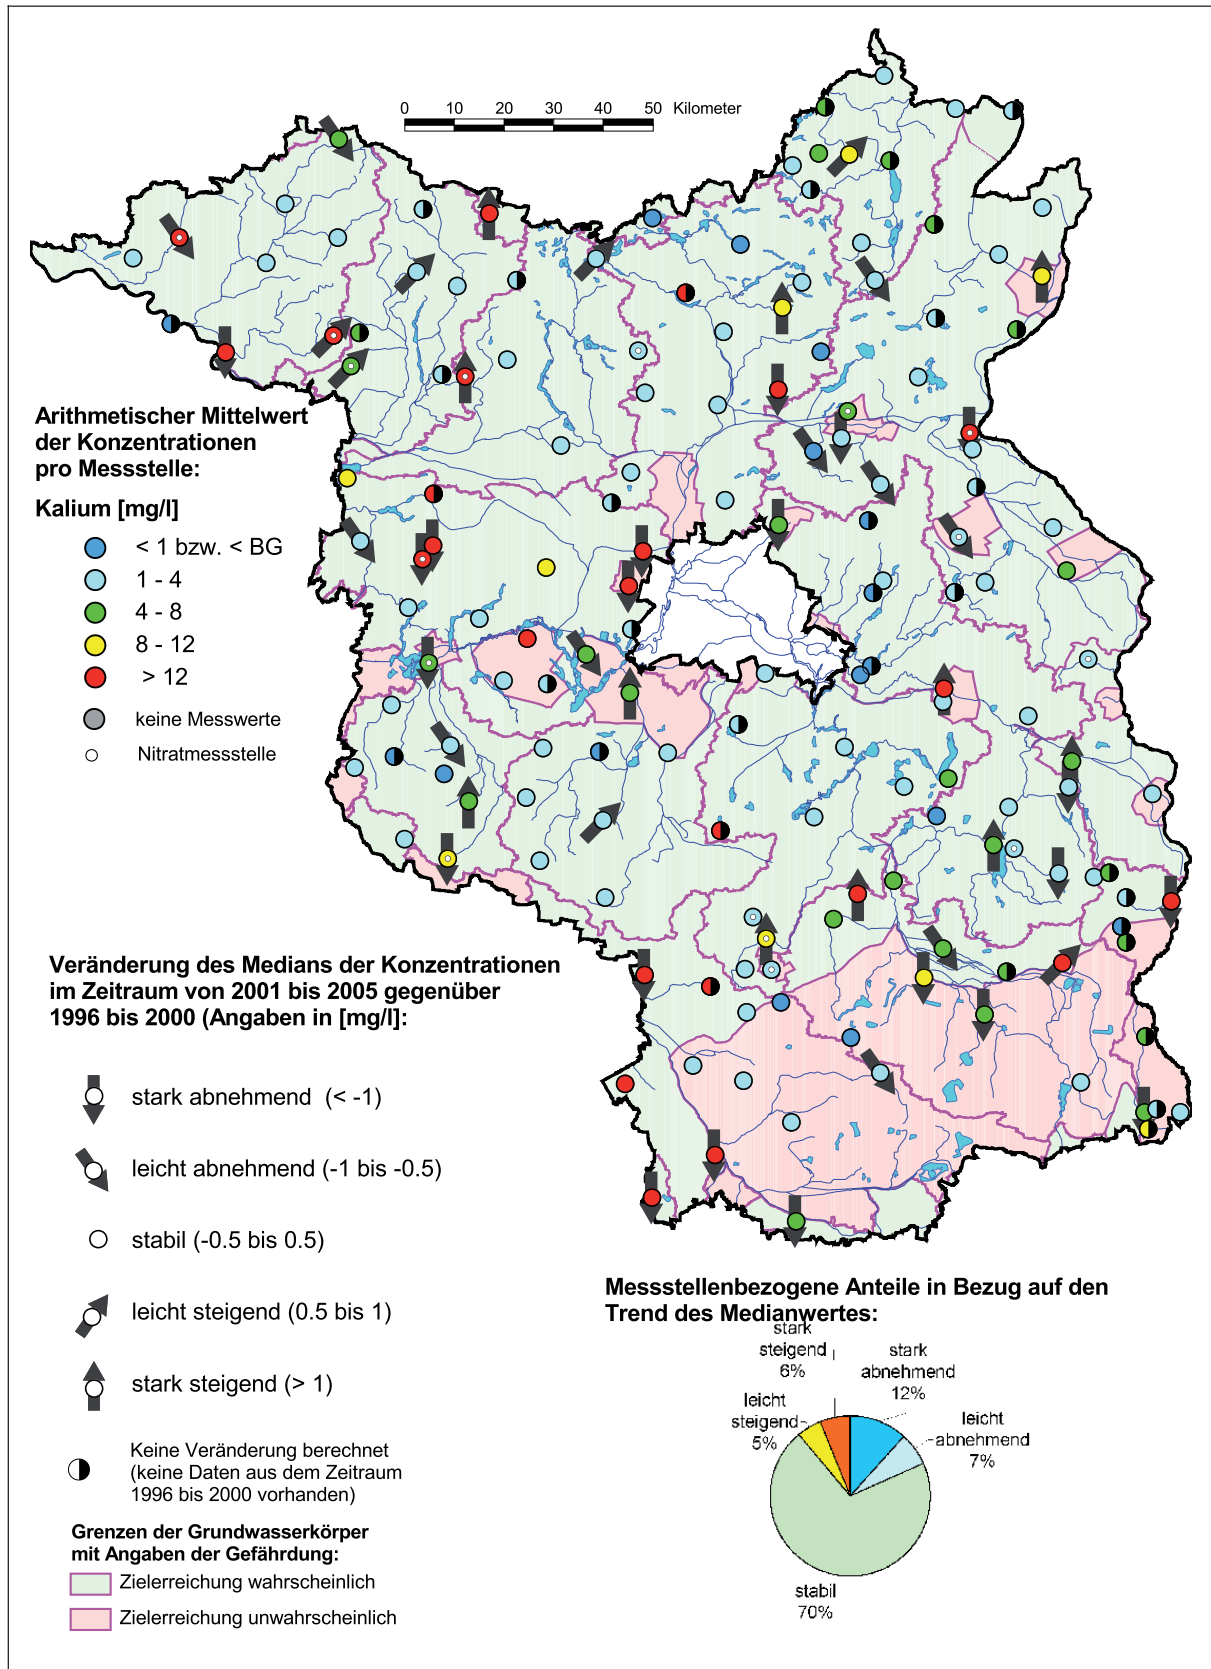 0 10 20 30 40 50 Kilometer
Arithmetischer Mittelwert
der Konzentrationen
pro Messstelle:
Kalium [mg/l]
< 1 bzw. < BG
1 - 4
4 - 8
8 - 12
> 12
keine Messwerte
Nitratmessstelle
Veränderung des Medians der Konzentrationen
im Zeitraum von 2001 bis 2005 gegenüber
1996 bis 2000 (Angaben in [mg/l]:
stark abnehmend (< -1)
leicht abnehmend (-1 bis -0.5)
stabil (-0.5 bis 0.5)
leicht steigend (0.5 bis 1)
stark steigend (> 1)
Keine Veränderung berechnet
(keine Daten aus dem Zeitraum
1996 bis 2000 vorhanden)
Grenzen der Grundwasserkörper
mit Angaben der Gefährdung:
Zielerreichung wahrscheinlich
Zielerreichung unwahrscheinlich
Messstellenbezogene Anteile in Bezug auf den
Trend des Medianwertes:
stark
steigend
6%
stark
abnehmend
12%
leicht
steigend
5%
leicht
abnehmend
7%
stabil
70%